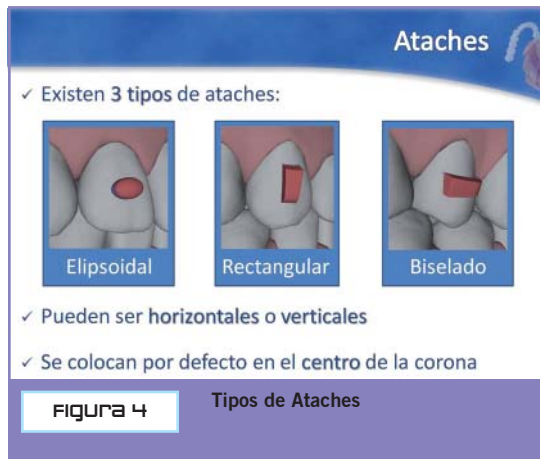 Ataches
✓ Existen 3 tipos de ataches:
Elipsoidal
Rectangular
Biselado
✓ Pueden ser horizontales o verticales
✓ Se colocan por defecto en el centro de la corona
Figura 4
Tipos de Ataches